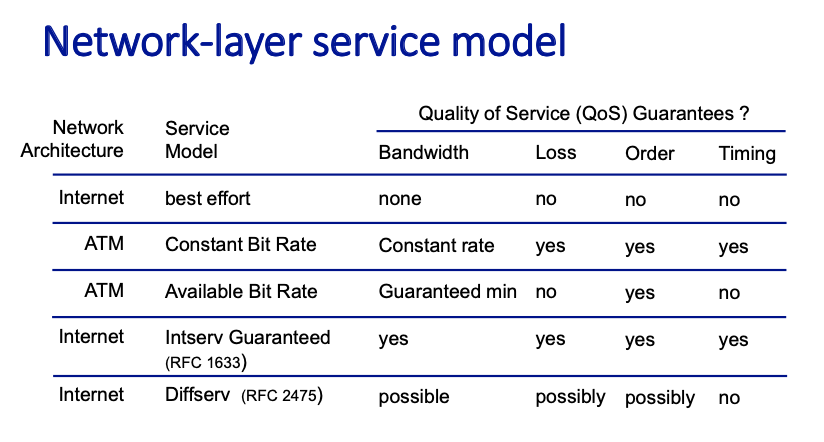 Network-layer service model
Quality of Service (QoS) Guarantees ?
Network Architecture Service Model Bandwidth Loss Order Timing
Internet best effort none no no no
ATM Constant Bit Rate Constant rate yes yes yes
ATM Available Bit Rate Guaranteed min no yes no
Internet Intserv Guaranteed yes yes yes yes
(RFC 1633)
Internet Diffserv (RFC 2475) possible possibly possibly no